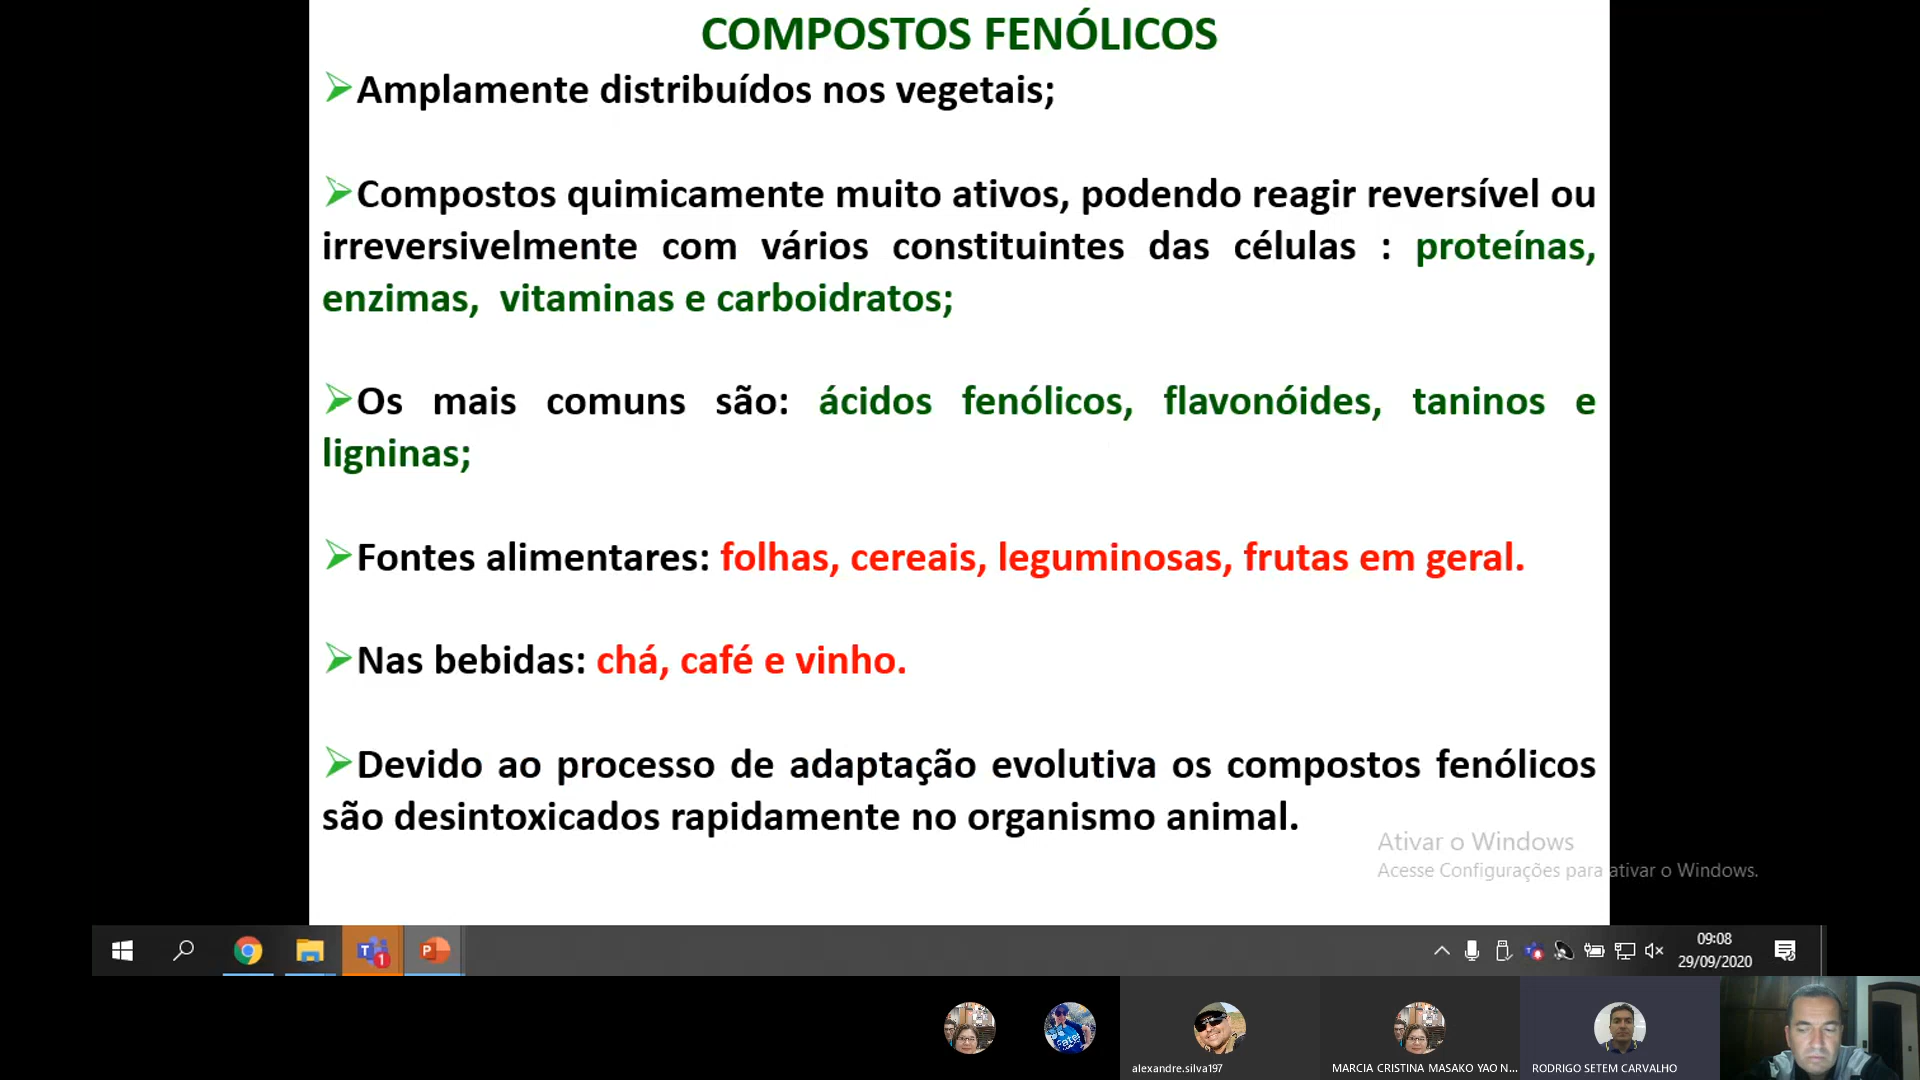 COMPOSTOS FENÓLICOS
Amplamente distribuídos nos vegetais;
Compostos quimicamente muito ativos, podendo reagir reversível ou
irreversivelmente com vários constituintes das células : proteínas,
enzimas, vitaminas e carboidratos;
Os mais comuns são: ácidos fenólicos, flavonóides, taninos e
ligninas;
Fontes alimentares: folhas, cereais, leguminosas, frutas em geral.
Nas bebidas: chá, café e vinho.
Devido ao processo de adaptação evolutiva os compostos fenólicos
são desintoxicados rapidamente no organismo animal.
Ativar o Windows
Acesse Configurações para ativar o Windows.
09:08
29/09/2020
alexandre.silva197
MARCIA CRISTINA MASAKO YAO N...
RODRIGO SETEM CARVALHO